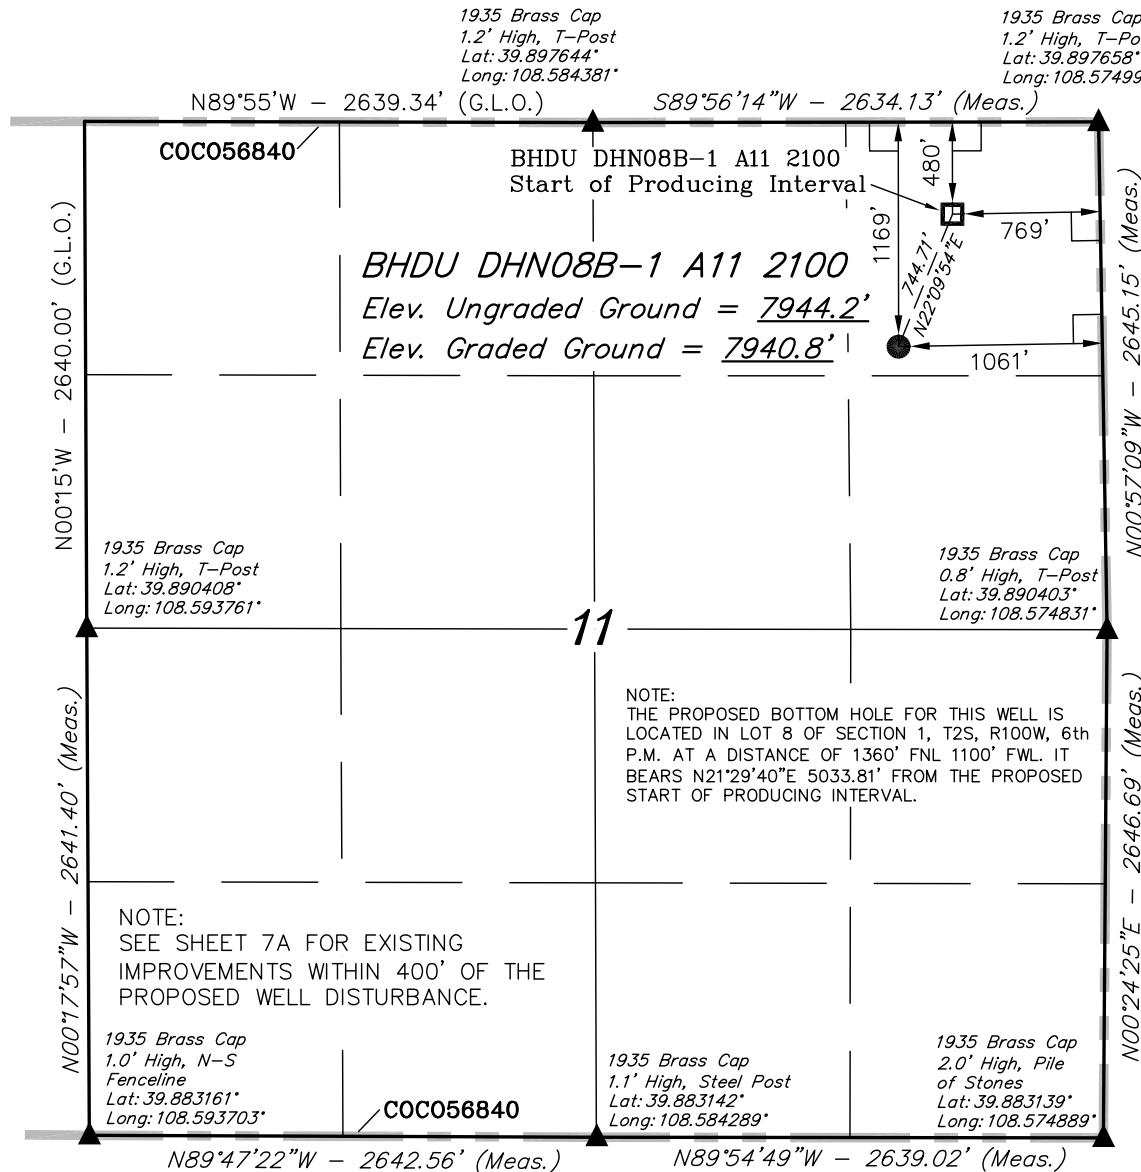 1935 Brass Cap
1.2' High, T-Post
Lat: 39.897644°
Long: 108.584381°
1935 Brass Cap
1.2' High, T-Po
Lat: 39.897658°
Long: 108.57499
N89°55'W - 2639.34' (G.L.O.)
S89°56'14"W - 2634.13' (Meas.)
COC056840
BHDU DHN08B-1 A11 2100
Start of Producing Interval
480'
1169'
769'
744.71'
N22°09'54"E
1061'
BHDU DHN08B-1 A11 2100
Elev. Ungraded Ground = 7944.2'
Elev. Graded Ground = 7940.8'
N00°15'W - 2640.00' (G.L.O.)
N00°57'09"W - 2645.15' (Meas.)
1935 Brass Cap
1.2' High, T-Post
Lat: 39.890408°
Long: 108.593761°
1935 Brass Cap
0.8' High, T-Post
Lat: 39.890403°
Long: 108.574831°
11
NOTE:
THE PROPOSED BOTTOM HOLE FOR THIS WELL IS
LOCATED IN LOT 8 OF SECTION 1, T2S, R100W, 6th
P.M. AT A DISTANCE OF 1360' FNL 1100' FWL. IT
BEARS N21°29'40"E 5033.81' FROM THE PROPOSED
START OF PRODUCING INTERVAL.
N00°17'57"W - 2641.40' (Meas.)
N00°24'25"E - 2646.69' (Meas.)
NOTE:
SEE SHEET 7A FOR EXISTING
IMPROVEMENTS WITHIN 400' OF THE
PROPOSED WELL DISTURBANCE.
1935 Brass Cap
1.0' High, N-S
Fenceline
Lat: 39.883161°
Long: 108.593703°
COC056840
1935 Brass Cap
1.1' High, Steel Post
Lat: 39.883142°
Long: 108.584289°
1935 Brass Cap
2.0' High, Pile
of Stones
Lat: 39.883139°
Long: 108.574889°
N89°47'22"W - 2642.56' (Meas.)
N89°54'49"W - 2639.02' (Meas.)